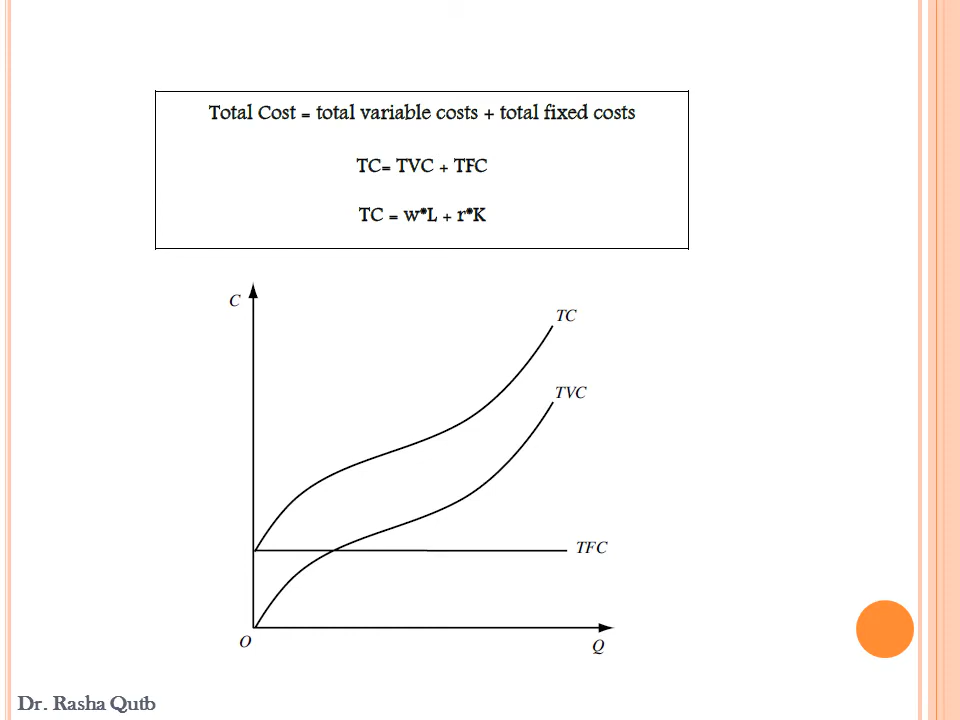 Total Cost = total variable costs + total fixed costs
TC= TVC + TFC
TC = w*L + r*K
C
TC
TVC
TFC
O
Q
Dr. Rasha Qutb